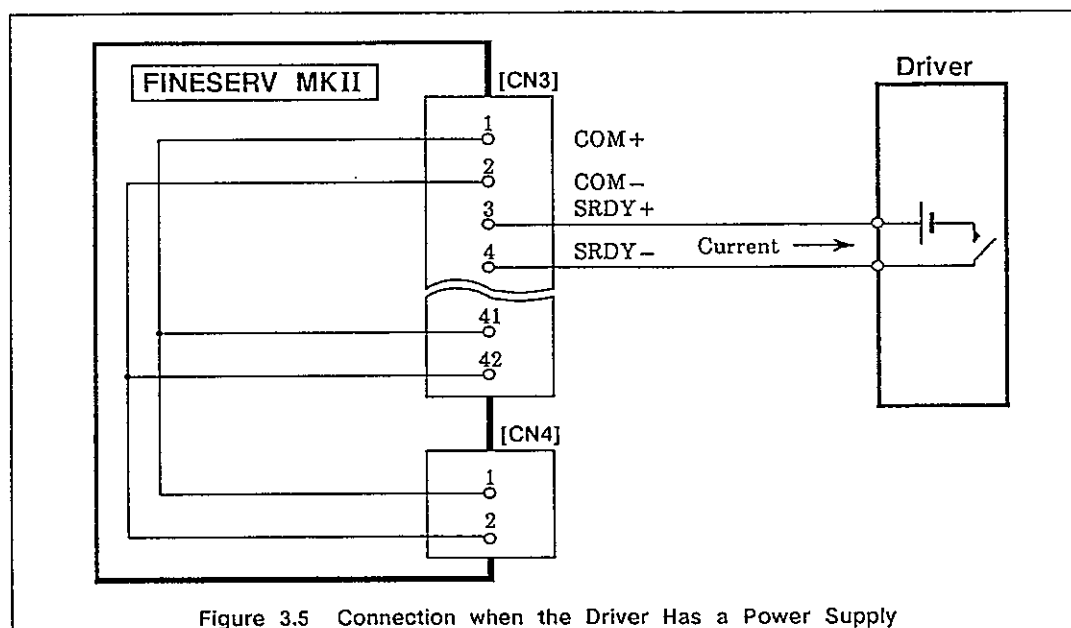 FINESERV MKII
[CN3]
Driver
1
COM+
2
COM−
3
SRDY+
4
SRDY−
Current
41
42
[CN4]
1
2
Figure 3.5 Connection when the Driver Has a Power Supply